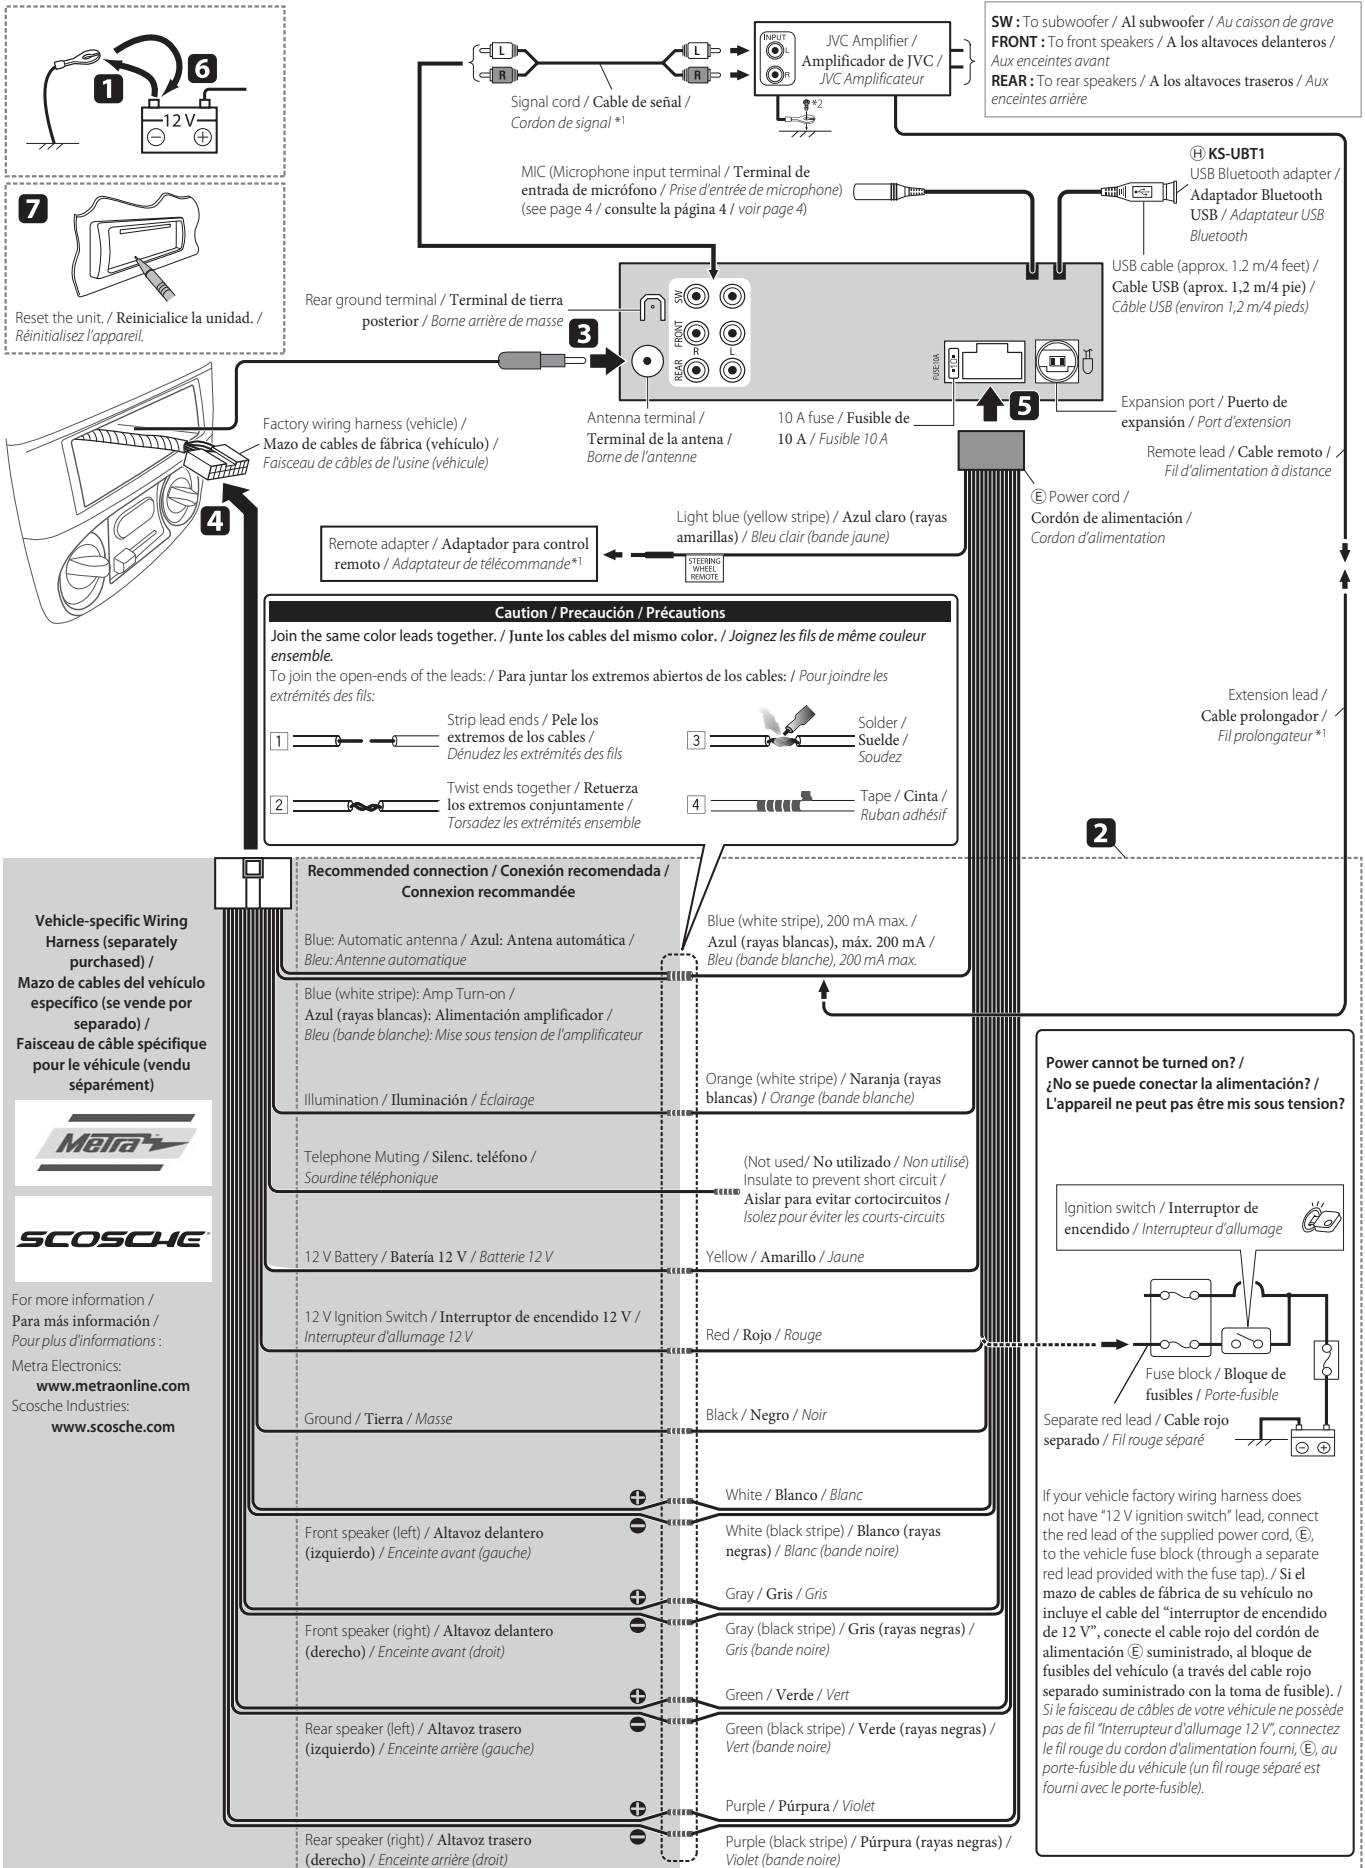 1
6
12 V
7
Reset the unit. / Reinicialice la unidad. /
Réinitialisez l'appareil.
L
R
L
R
Signal cord / Cable de señal /
Cordon de signal *1
INPUT
L
R
JVC Amplifier /
Amplificador de JVC /
JVC Amplificateur
*2
SW : To subwoofer / Al subwoofer / Au caisson de grave
FRONT : To front speakers / A los altavoces delanteros /
Aux enceintes avant
REAR : To rear speakers / A los altavoces traseros / Aux
enceintes arrière
MIC (Microphone input terminal / Terminal de
entrada de micrófono / Prise d'entrée de microphone)
(see page 4 / consulte la página 4 / voir page 4)
Ⓗ KS-UBT1
USB Bluetooth adapter /
Adaptador Bluetooth
USB / Adaptateur USB
Bluetooth
USB cable (approx. 1.2 m/4 feet) /
Cable USB (aprox. 1,2 m/4 pie) /
Câble USB (environ 1,2 m/4 pieds)
Rear ground terminal / Terminal de tierra
posterior / Borne arrière de masse
3
SW
FRONT
R
L
REAR
FUSE:10A
10
5
Antenna terminal /
Terminal de la antena /
Borne de l'antenne
10 A fuse / Fusible de
10 A / Fusible 10 A
Expansion port / Puerto de
expansión / Port d'extension
Remote lead / Cable remoto /
Fil d'alimentation à distance
Factory wiring harness (vehicle) /
Mazo de cables de fábrica (vehículo) /
Faisceau de câbles de l'usine (véhicule)
4
Ⓔ Power cord /
Cordón de alimentación /
Cordon d'alimentation
Light blue (yellow stripe) / Azul claro (rayas
amarillas) / Bleu clair (bande jaune)
Remote adapter / Adaptador para control
remoto / Adaptateur de télécommande*1
STEERING
WHEEL
REMOTE
Caution / Precaución / Précautions
Join the same color leads together. / Junte los cables del mismo color. / Joignez les fils de même couleur
ensemble.
To join the open-ends of the leads: / Para juntar los extremos abiertos de los cables: / Pour joindre les
extrémités des fils:
1
Strip lead ends / Pele los
extremos de los cables /
Dénudez les extrémités des fils
3
Solder /
Suelde /
Soudez
2
Twist ends together / Retuerza
los extremos conjuntamente /
Torsadez les extrémités ensemble
4
Tape / Cinta /
Ruban adhésif
Extension lead /
Cable prolongador /
Fil prolongateur *1
2
Vehicle-specific Wiring
Harness (separately
purchased) /
Mazo de cables del vehículo
específico (se vende por
separado) /
Faisceau de câble spécifique
pour le véhicule (vendu
séparément)
Metra
SCOSCHE
For more information /
Para más información /
Pour plus d'informations :
Metra Electronics:
www.metraonline.com
Scosche Industries:
www.scosche.com
Recommended connection / Conexión recomendada /
Connexion recommandée
Blue: Automatic antenna / Azul: Antena automática /
Bleu: Antenne automatique
Blue (white stripe): Amp Turn-on /
Azul (rayas blancas): Alimentación amplificador /
Bleu (bande blanche): Mise sous tension de l'amplificateur
Blue (white stripe), 200 mA max. /
Azul (rayas blancas), máx. 200 mA /
Bleu (bande blanche), 200 mA max.
Illumination / Iluminación / Éclairage
Orange (white stripe) / Naranja (rayas
blancas) / Orange (bande blanche)
Telephone Muting / Silenc. teléfono /
Sourdine téléphonique
(Not used/ No utilizado / Non utilisé)
Insulate to prevent short circuit /
Aislar para evitar cortocircuitos /
Isolez pour éviter les courts-circuits
12 V Battery / Batería 12 V / Batterie 12 V
Yellow / Amarillo / Jaune
12 V Ignition Switch / Interruptor de encendido 12 V /
Interrupteur d'allumage 12 V
Red / Rojo / Rouge
Ground / Tierra / Masse
Black / Negro / Noir
White / Blanco / Blanc
Front speaker (left) / Altavoz delantero
(izquierdo) / Enceinte avant (gauche)
White (black stripe) / Blanco (rayas
negras) / Blanc (bande noire)
Gray / Gris / Gris
Front speaker (right) / Altavoz delantero
(derecho) / Enceinte avant (droit)
Gray (black stripe) / Gris (rayas negras) /
Gris (bande noire)
Green / Verde / Vert
Rear speaker (left) / Altavoz trasero
(izquierdo) / Enceinte arrière (gauche)
Green (black stripe) / Verde (rayas negras) /
Vert (bande noire)
Purple / Púrpura / Violet
Rear speaker (right) / Altavoz trasero
(derecho) / Enceinte arrière (droit)
Purple (black stripe) / Púrpura (rayas negras) /
Violet (bande noire)
Power cannot be turned on? /
¿No se puede conectar la alimentación? /
L'appareil ne peut pas être mis sous tension?
Ignition switch / Interruptor de
encendido / Interrupteur d'allumage
Fuse block / Bloque de
fusibles / Porte-fusible
Separate red lead / Cable rojo
separado / Fil rouge séparé
If your vehicle factory wiring harness does
not have “12 V ignition switch” lead, connect
the red lead of the supplied power cord, Ⓔ,
to the vehicle fuse block (through a separate
red lead provided with the fuse tap). / Si el
mazo de cables de fábrica de su vehículo no
incluye el cable del “interruptor de encendido
de 12 V”, conecte el cable rojo del cordón de
alimentación Ⓔ suministrado, al bloque de
fusibles del vehículo (a través del cable rojo
separado suministrado con la toma de fusible). /
Si le faisceau de câbles de votre véhicule ne possède
pas de fil “Interrupteur d'allumage 12 V”, connectez
le fil rouge du cordon d'alimentation fourni, Ⓔ, au
porte-fusible du véhicule (un fil rouge séparé est
fourni avec le porte-fusible).